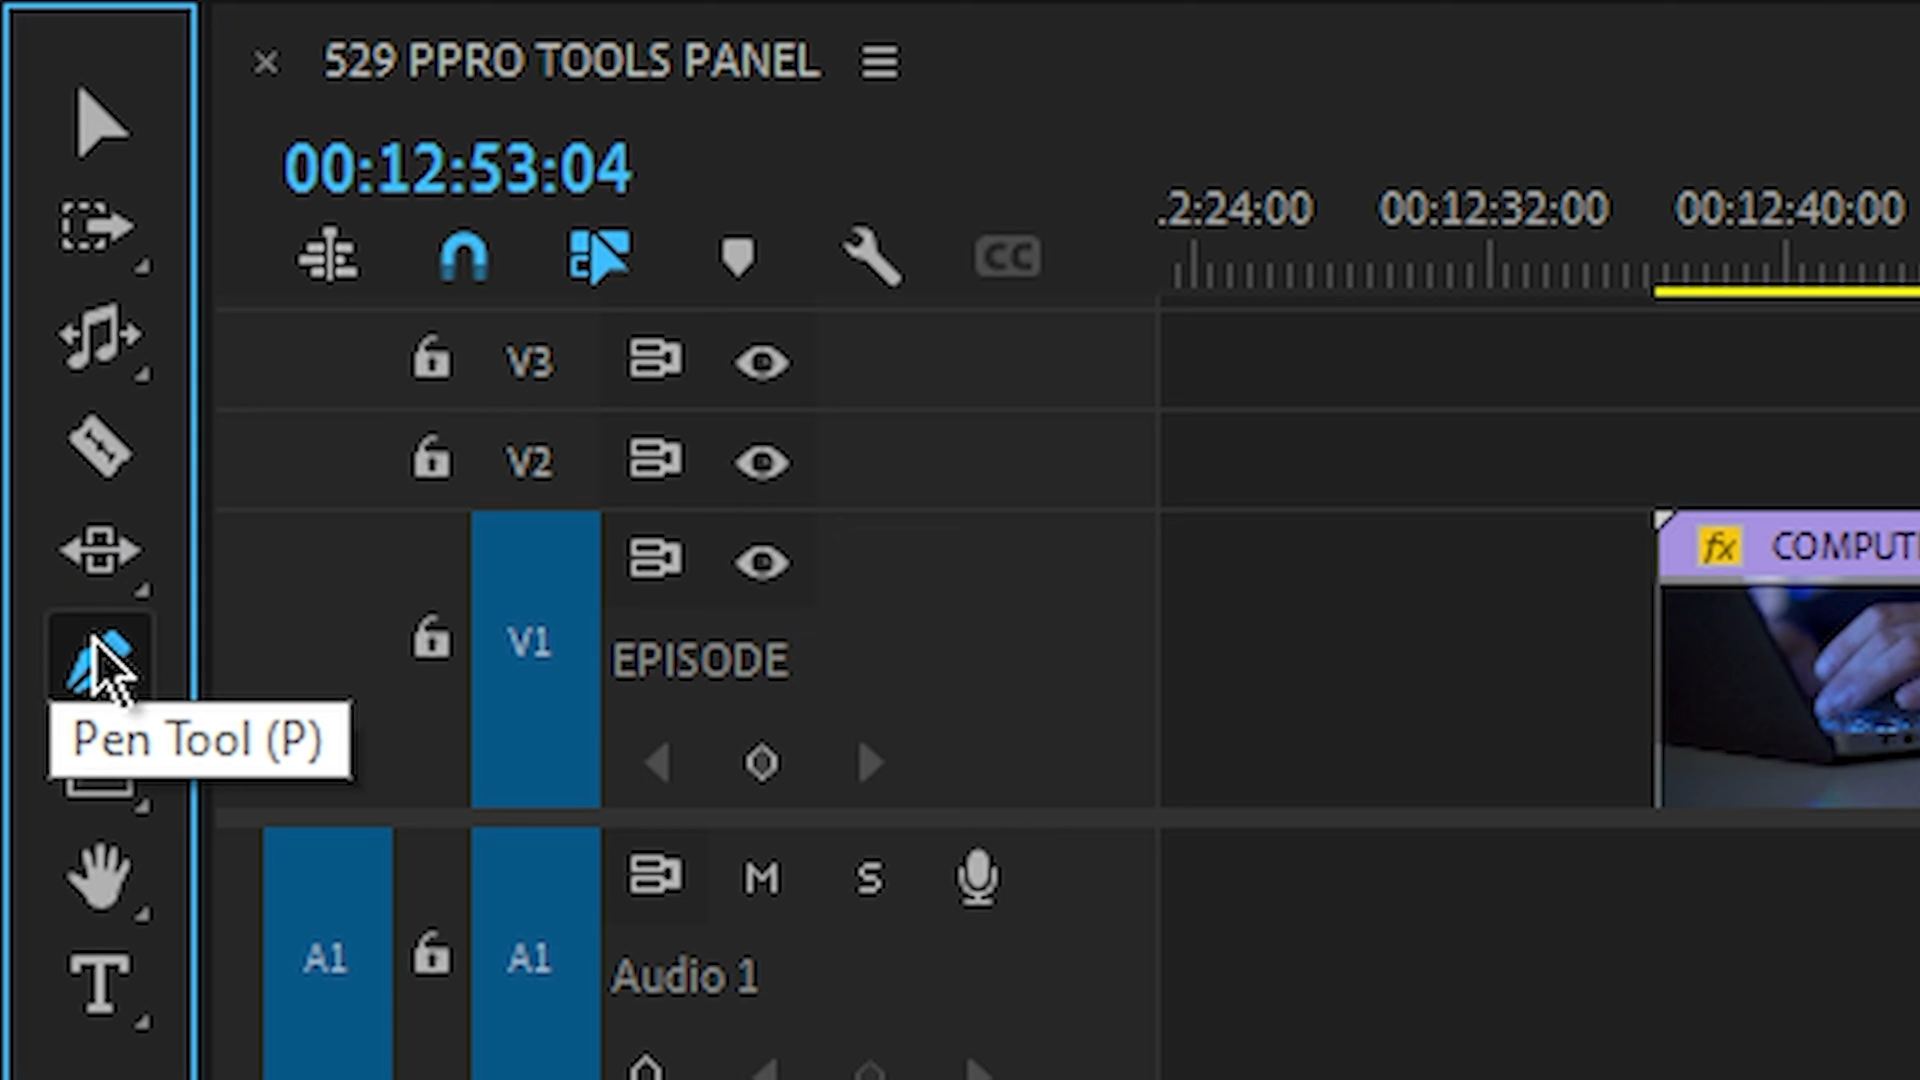 529 PPRO TOOLS PANEL
00:12:53:04
2:24:00 00:12:32:00 00:12:40:00
CC
V3
V2
fx COMPUT
V1
EPISODE
Pen Tool (P)
M S
A1 A1
Audio 1
T